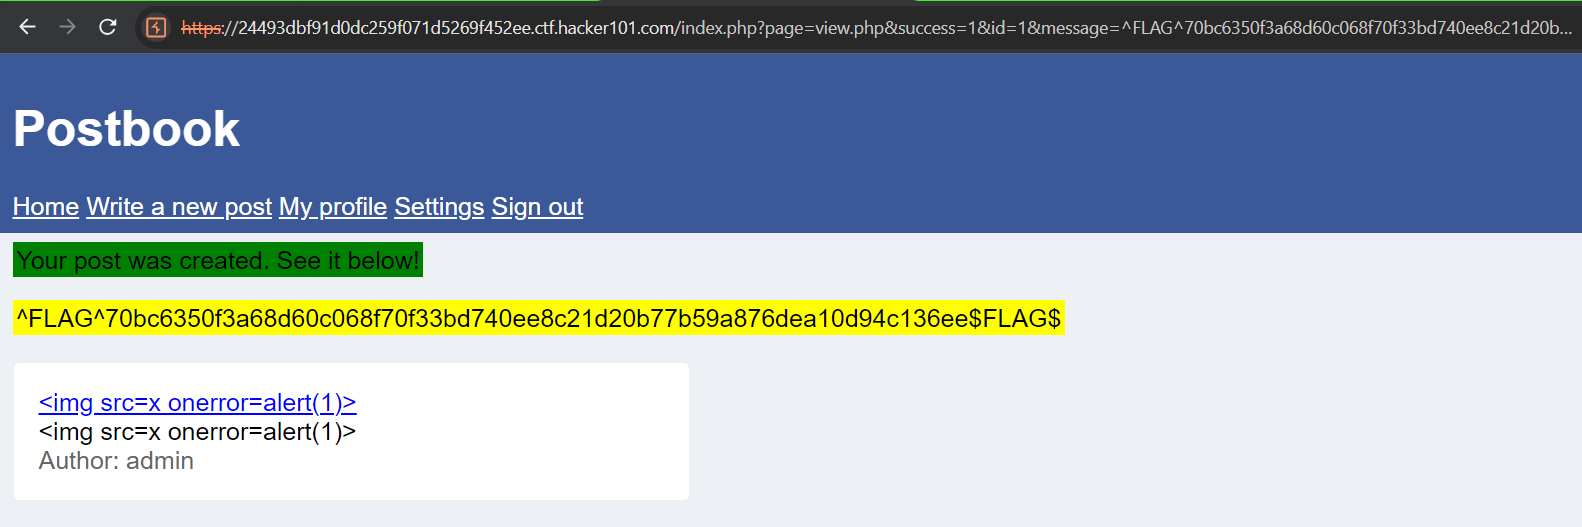 https://24493dbf91d0dc259f071d5269f452ee.ctf.hacker101.com/index.php?page=view.php&success=1&id=1&message=^FLAG^70bc6350f3a68d60c068f70f33bd740ee8c21d20b...
Postbook
Home Write a new post My profile Settings Sign out
Your post was created. See it below!
^FLAG^70bc6350f3a68d60c068f70f33bd740ee8c21d20b77b59a876dea10d94c136ee$FLAG$
<img src=x onerror=alert(1)>
<img src=x onerror=alert(1)>
Author: admin